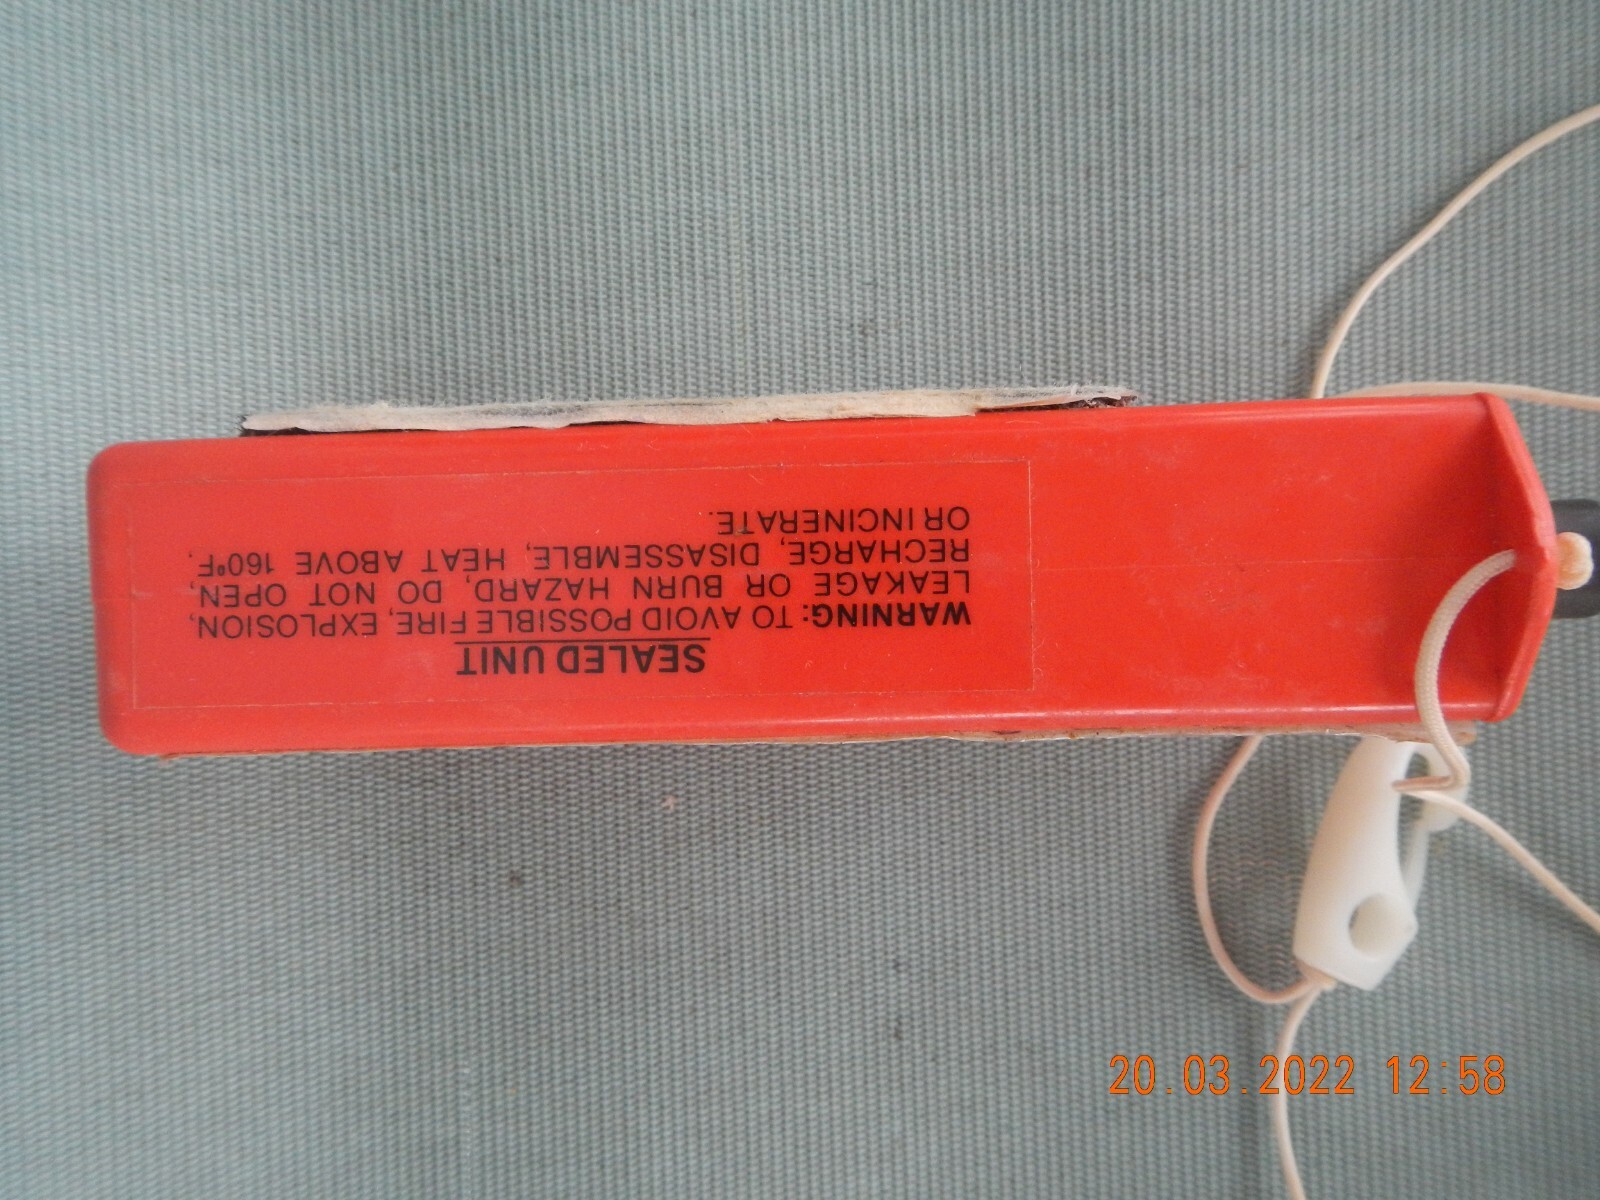 SEALED UNIT
WARNING: TO AVOID POSSIBLE FIRE, EXPLOSION,
LEAKAGE OR BURN HAZARD, DO NOT OPEN,
RECHARGE, DISASSEMBLE, HEAT ABOVE 160ºF,
OR INCINERATE.
20.03.2022 12:58